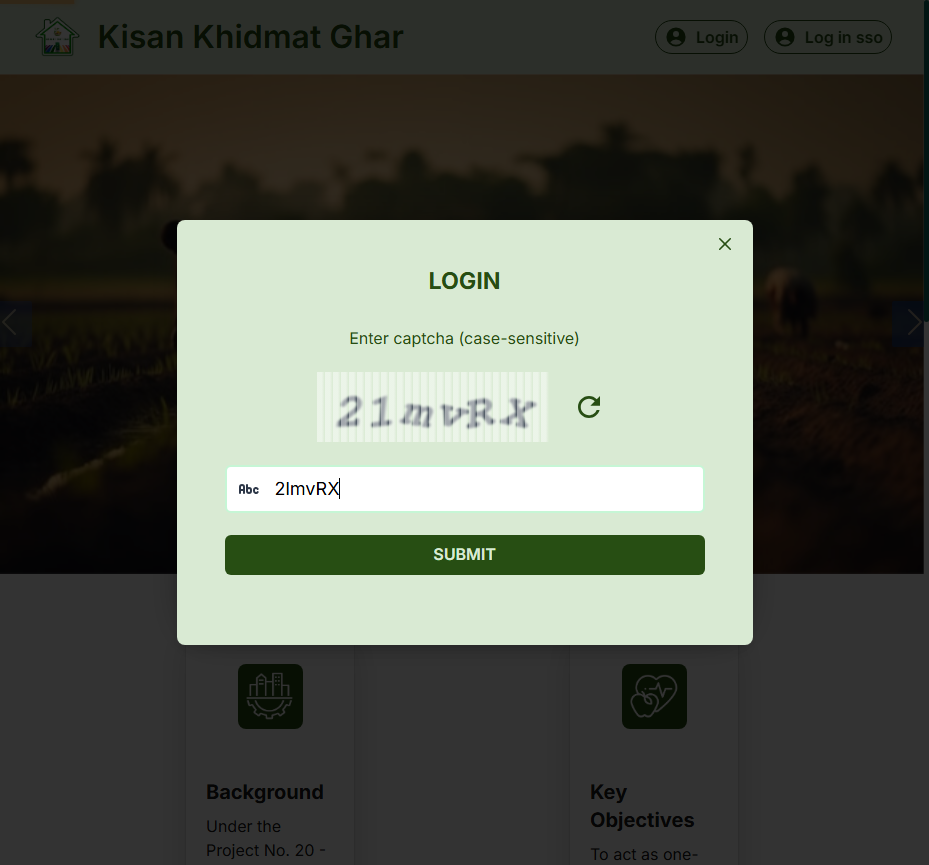 Kisan Khidmat Ghar
Login
Log in sso
LOGIN
Enter captcha (case-sensitive)
21mvRX
Abc
2lmvRX
SUBMIT
Background
Under the
Project No. 20 -
Key
Objectives
To act as one-